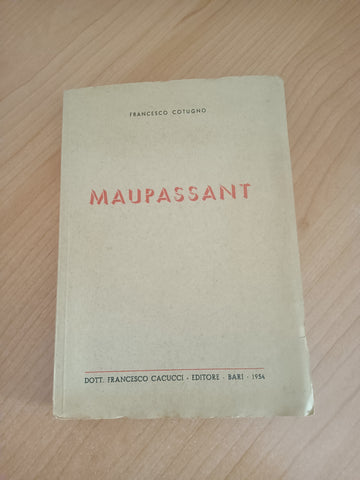 FRANCESCO COTUGNO
MAUPASSANT
DOTT. FRANCESCO CACUCCI - EDITORE - BARI - 1954